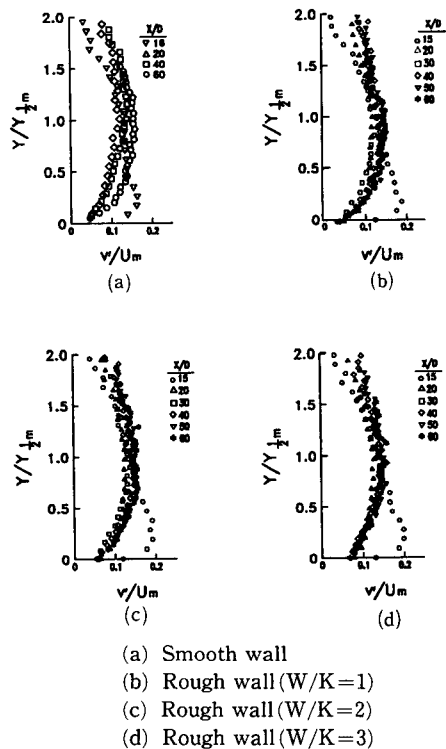 2.0
1.5
1.0
0.5
0
0
0.1
0.2
Y/Y½m
v'/Um
X/D
16
20
40
60
(a)
2.0
1.5
1.0
0.5
0
0
0.1
0.2
Y/Y½m
v'/Um
X/D
15
20
30
40
50
60
(b)
2.0
1.5
1.0
0.5
0
0
0.1
0.2
Y/Y½m
v'/Um
X/D
15
20
30
40
50
60
(c)
2.0
1.5
1.0
0.5
0
0
0.1
0.2
Y/Y½m
v'/Um
X/D
15
20
30
40
50
60
(d)
(a) Smooth wall
(b) Rough wall(W/K=1)
(c) Rough wall(W/K=2)
(d) Rough wall(W/K=3)